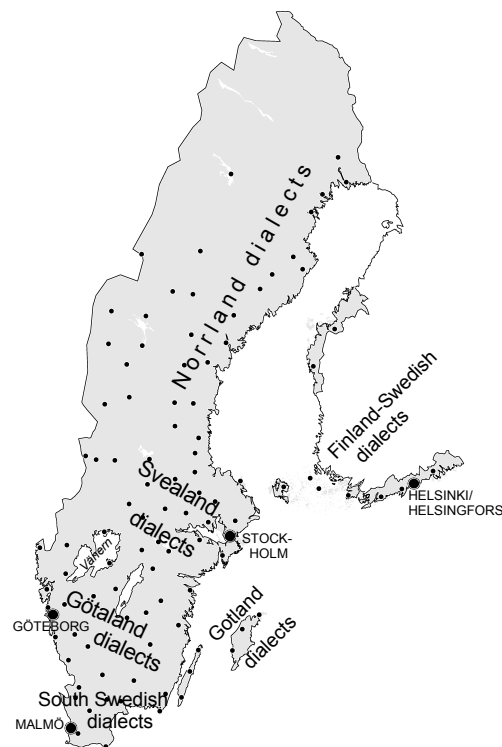 Norrland dialects
Finland-Swedish
dialects
HELSINKI/
HELSINGFORS
Svealand
dialects
STOCK-
HOLM
Vänern
Götaland
dialects
GÖTEBORG
Gotland
dialects
South Swedish
dialects
MALMÖ